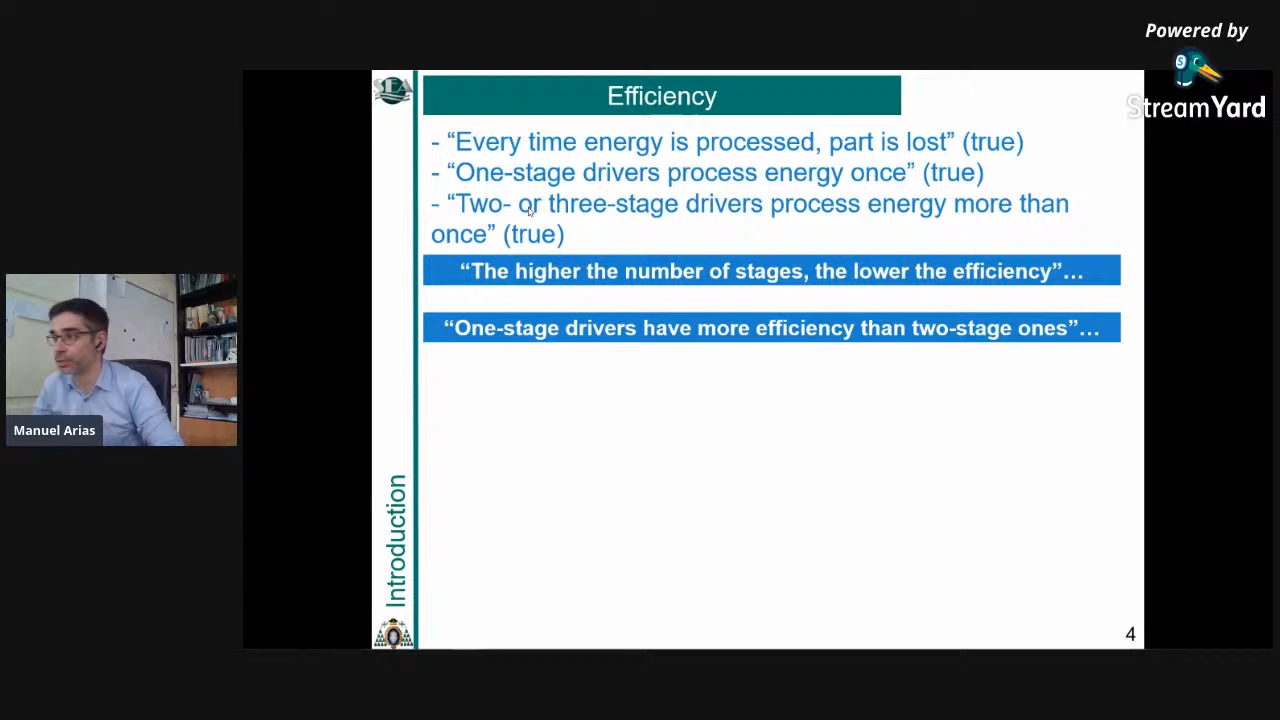 Powered by
StreamYard
SEA
Efficiency
- “Every time energy is processed, part is lost” (true)
- “One-stage drivers process energy once” (true)
- “Two- or three-stage drivers process energy more than
once” (true)
“The higher the number of stages, the lower the efficiency”…
“One-stage drivers have more efficiency than two-stage ones”…
Manuel Arias
Introduction
4